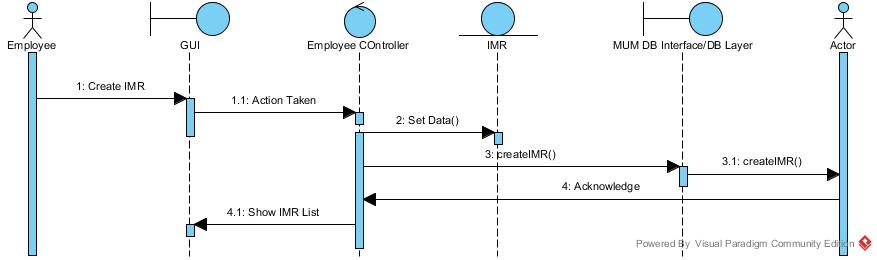 Employee
GUI
Employee COntroller
IMR
MUM DB Interface/DB Layer
Actor
1: Create IMR
1.1: Action Taken
2: Set Data()
3: createIMR()
3.1: createIMR()
4: Acknowledge
4.1: Show IMR List
Powered By Visual Paradigm Community Edition